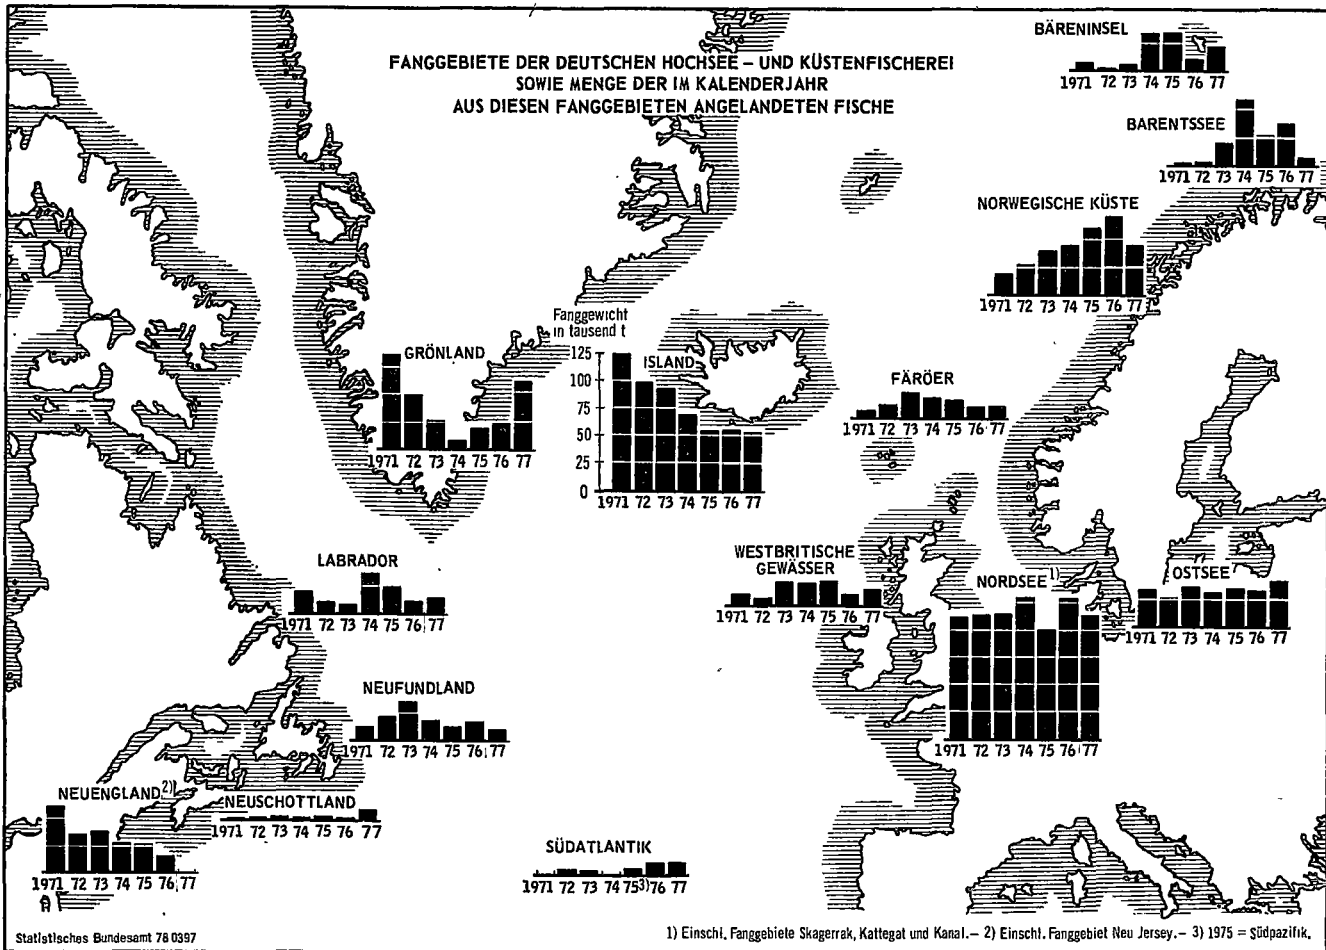 FANGGEBIETE DER DEUTSCHEN HOCHSEE – UND KÜSTENFISCHEREI
SOWIE MENGE DER IM KALENDERJAHR
AUS DIESEN FANGGEBIETEN ANGELANDETEN FISCHE
BÄRENINSEL
1971 72 73 74 75 76 77
BARENTSSEE
1971 72 73 74 75 76 77
NORWEGISCHE KÜSTE
1971 72 73 74 75 76 77
Fanggewicht
in tausend t
125
100
75
50
25
0
GRÖNLAND
1971 72 73 74 75 76 77
ISLAND
1971 72 73 74 75 76 77
FÄRÖER
1971 72 73 74 75 76 77
LABRADOR
1971 72 73 74 75 76 77
WESTBRITISCHE
GEWÄSSER
1971 72 73 74 75 76 77
NORDSEE1)
1971 72 73 74 75 76 77
OSTSEE
1971 72 73 74 75 76 77
NEUFUNDLAND
1971 72 73 74 75 76 77
NEUENGLAND2)
1971 72 73 74 75 76 77
NEUSCHOTTLAND
1971 72 73 74 75 76 77
SÜDATLANTIK
1971 72 73 74 753) 76 77
Statistisches Bundesamt 78 0397
1) Einschl. Fanggebiete Skagerrak, Kattegat und Kanal.– 2) Einschl. Fanggebiet Neu Jersey.– 3) 1975 = Südpazifik.